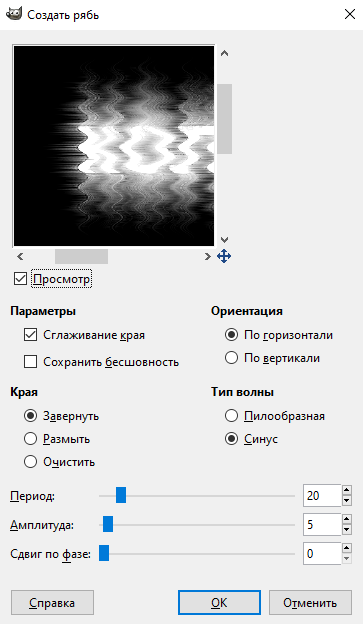 Создать рябь
Просмотр
Параметры
Сглаживание края
Сохранить бесшовность
Ориентация
По горизонтали
По вертикали
Края
Завернуть
Размыть
Очистить
Тип волны
Пилообразная
Синус
Период: 20
Амплитуда: 5
Сдвиг по фазе: 0
Справка OK Отменить